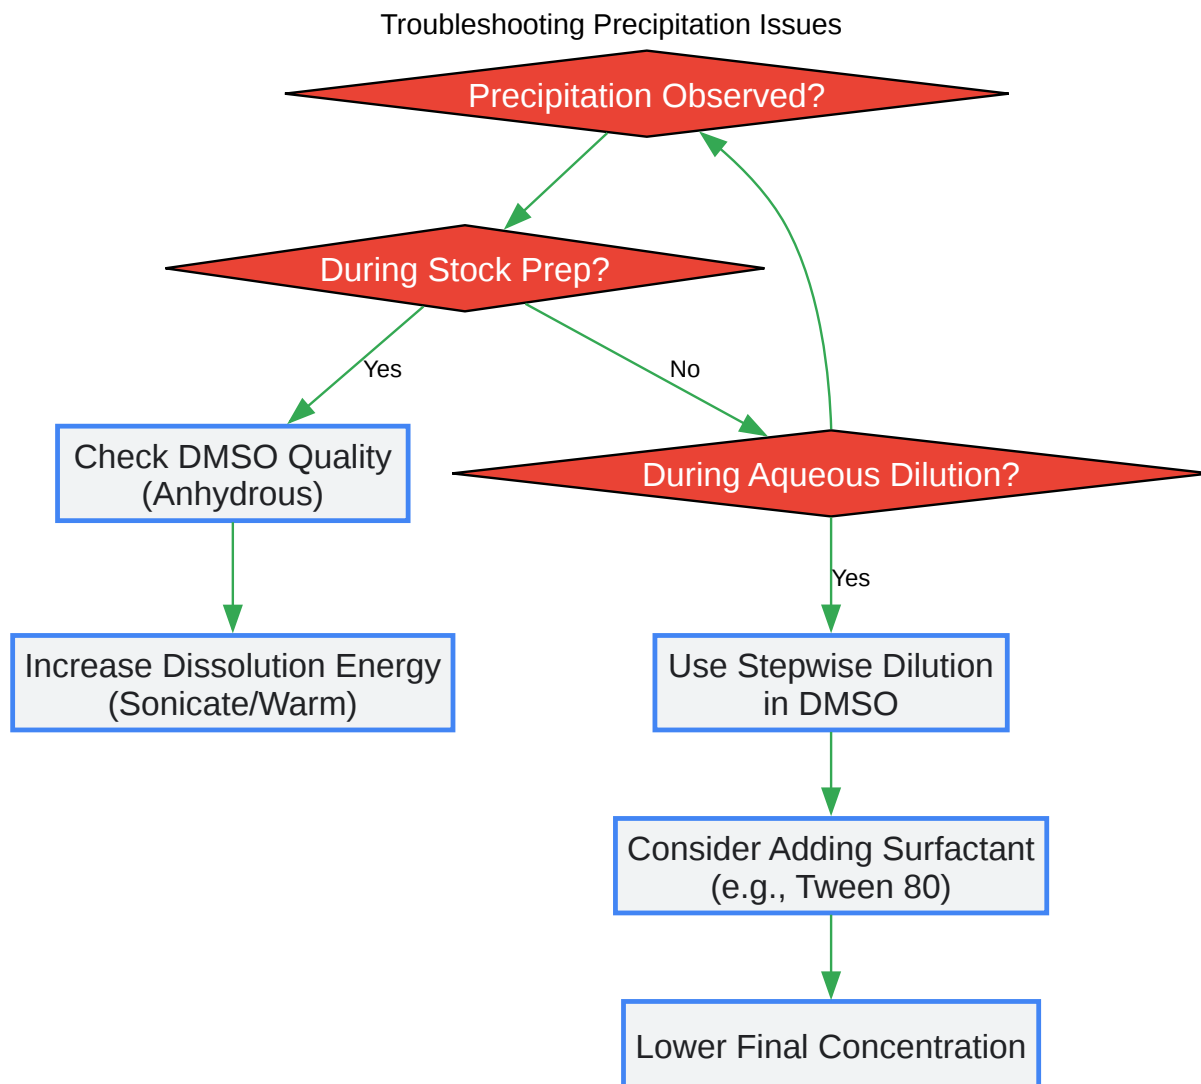 Troubleshooting Precipitation Issues
Precipitation Observed?
During Stock Prep?
Yes
No
Check DMSO Quality
(Anhydrous)
During Aqueous Dilution?
Yes
Increase Dissolution Energy
(Sonicate/Warm)
Use Stepwise Dilution
in DMSO
Consider Adding Surfactant
(e.g., Tween 80)
Lower Final Concentration